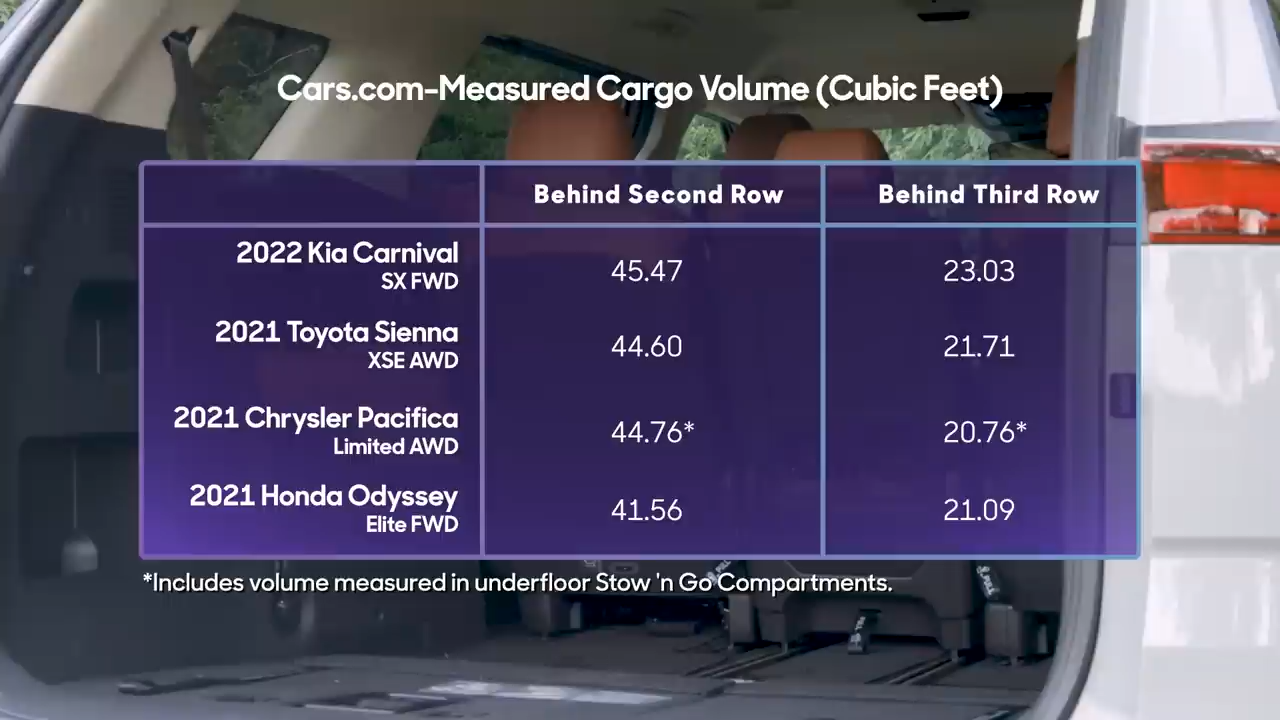 Cars.com-Measured Cargo Volume (Cubic Feet)
Behind Second Row Behind Third Row
2022 Kia Carnival
SX FWD 45.47 23.03
2021 Toyota Sienna
XSE AWD 44.60 21.71
2021 Chrysler Pacifica
Limited AWD 44.76* 20.76*
2021 Honda Odyssey
Elite FWD 41.56 21.09
*Includes volume measured in underfloor Stow 'n Go Compartments.
PULL
PULL
PULL